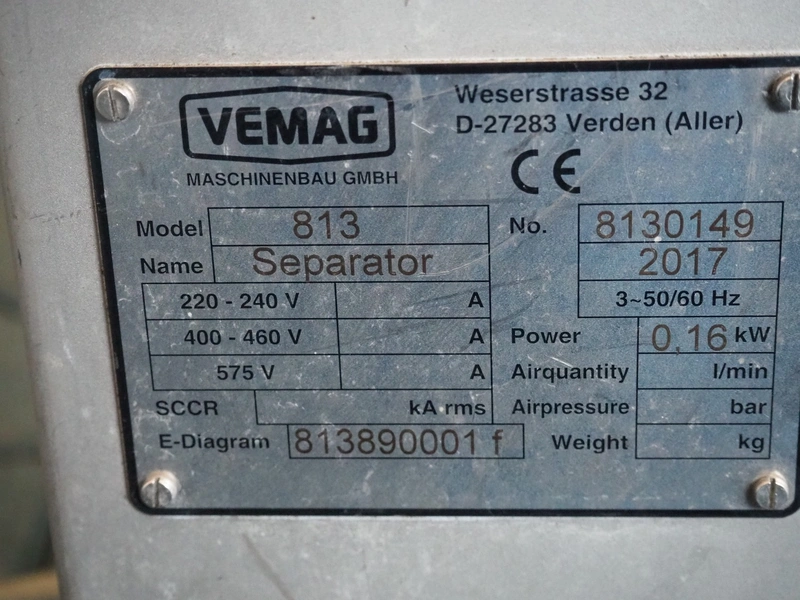 VEMAG
MASCHINENBAU GMBH
Weserstrasse 32
D-27283 Verden (Aller)
CE
Model 813 No. 8130149
Name Separator 2017
220 - 240 V A 3~50/60 Hz
400 - 460 V A Power 0.16 kW
575 V A Airquantity l/min
SCCR kA rms Airpressure bar
E-Diagram 813890001 f Weight kg